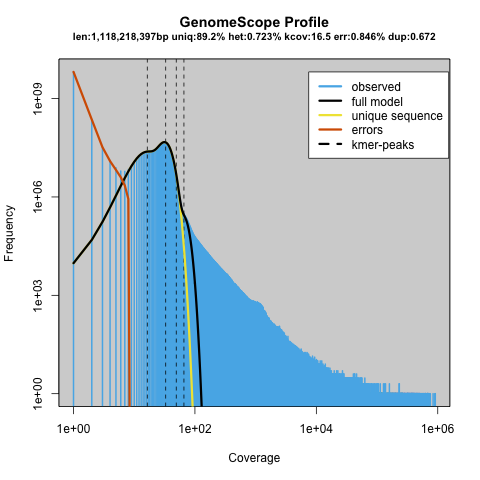 GenomeScope Profile
len:1,118,218,397bp uniq:89.2% het:0.723% kcov:16.5 err:0.846% dup:0.672
observed
full model
unique sequence
errors
kmer-peaks
Frequency
1e+09
1e+06
1e+03
1e+00
1e+00 1e+02 1e+04 1e+06
Coverage